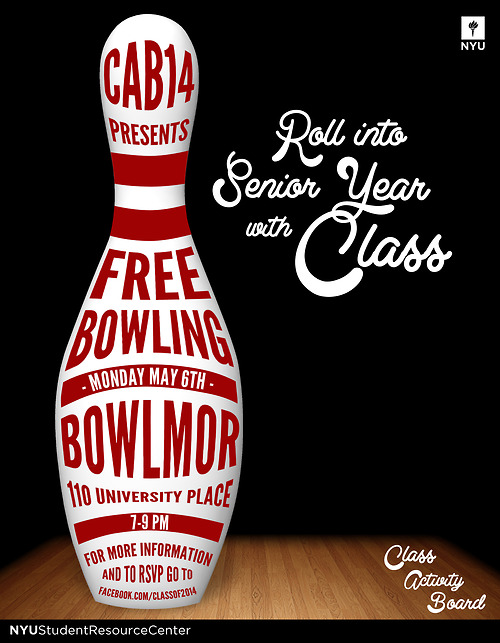 CAB14
PRESENTS
FREE
BOWLING
- MONDAY MAY 6TH -
BOWLMOR
110 UNIVERSITY PLACE
7-9 PM
FOR MORE INFORMATION
AND TO RSVP GO TO
FACEBOOK.COM/CLASSOF2014
NYU
Roll into
Senior Year
with
Class
Class
Activity
Board
NYUStudentResourceCenter